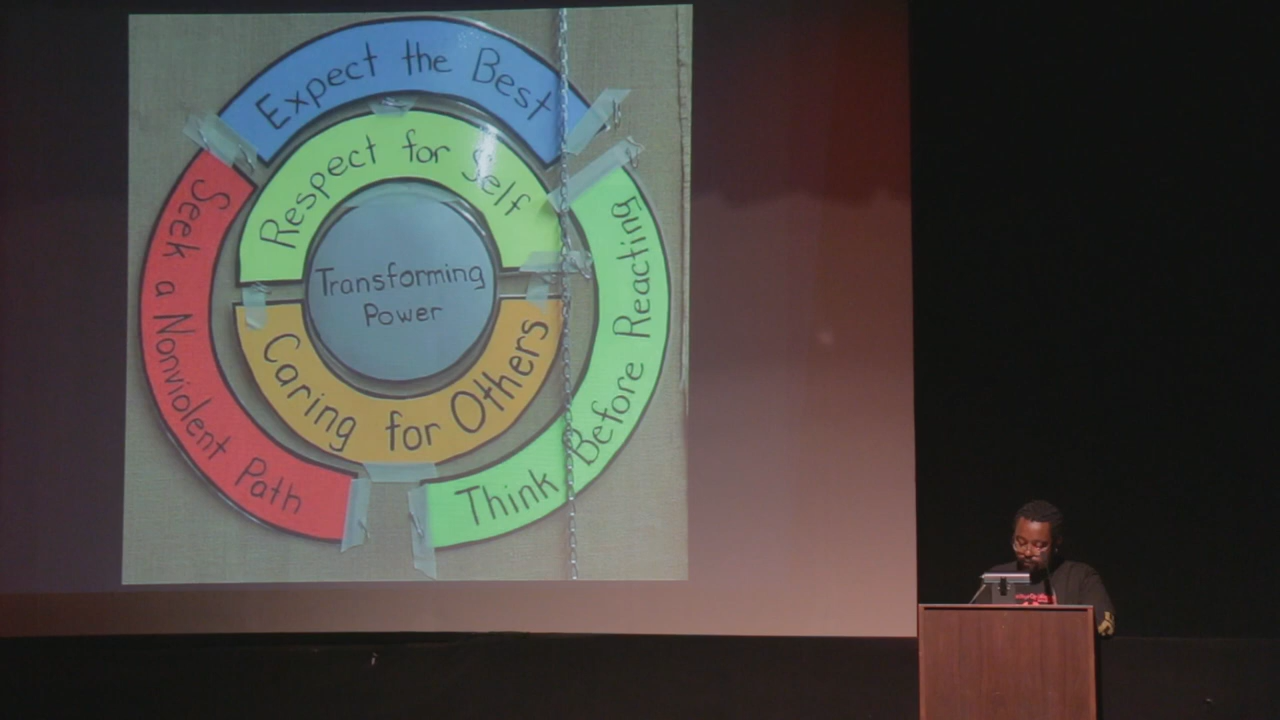 Expect the Best
Respect for Self
Transforming
Power
Caring for Others
Seek a Nonviolent Path
Think Before Reacting